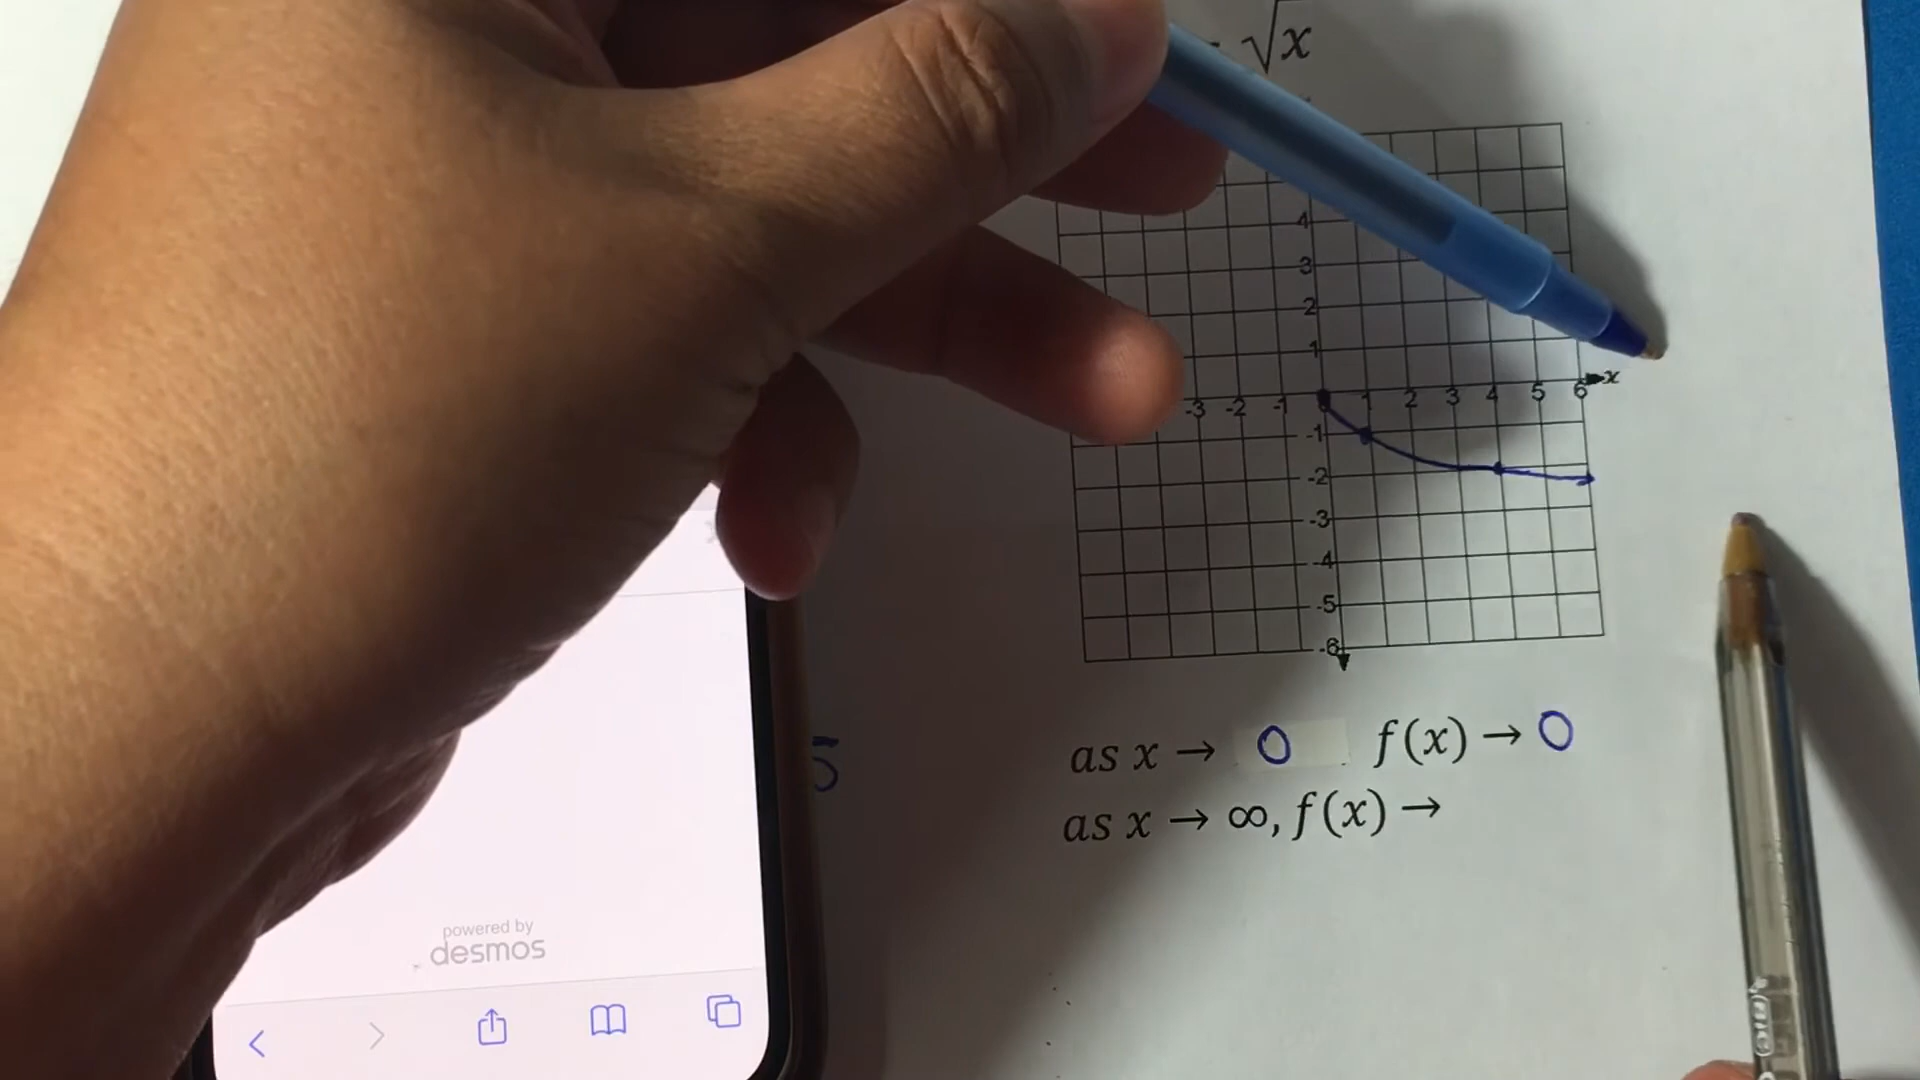 √x
4
3
2
1
x
-3 -2 -1 1 2 3 4 5 6
-1
-2
-3
-4
-5
-6
as x → 0 f(x) → 0
as x → ∞, f(x) →
powered by
desmos